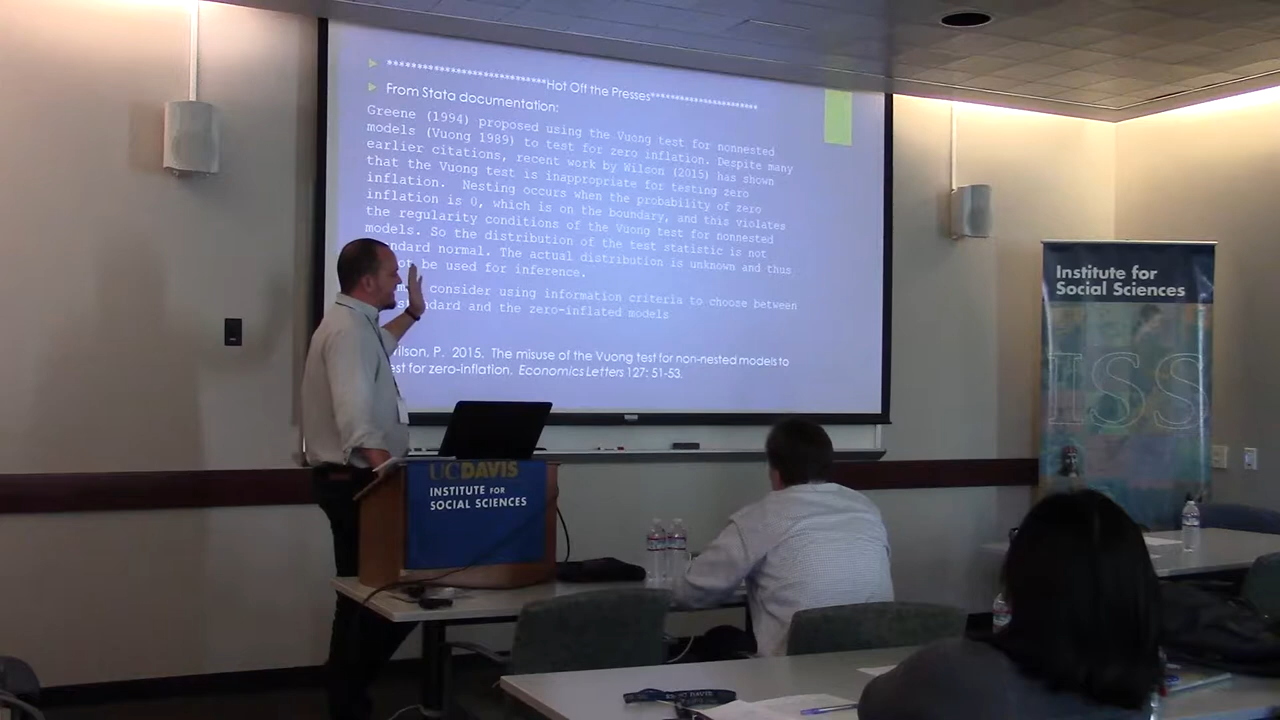 ****************************Hot Off the Presses**********************
From Stata documentation:
Greene (1994) proposed using the Vuong test for nonnested
models (Vuong 1989) to test for zero inflation. Despite many
earlier citations, recent work by Wilson (2015) has shown
that the Vuong test is inappropriate for testing zero
inflation. Nesting occurs when the probability of zero
inflation is 0, which is on the boundary, and this violates
the regularity conditions of the Vuong test for nonnested
models. So the distribution of the test statistic is not
ndard normal. The actual distribution is unknown and thus
be used for inference.
consider using information criteria to choose between
and the zero-inflated models
ilson, P. 2015. The misuse of the Vuong test for non-nested models to
est for zero-inflation. Economics Letters 127: 51-53.
UCDAVIS
INSTITUTE FOR
SOCIAL SCIENCES
Institute for
Social Sciences
ISS